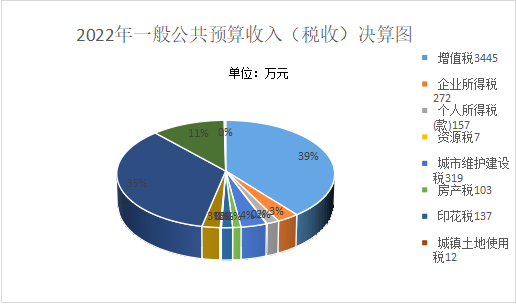 2022年一般公共预算收入（税收）决算图
单位：万元
增值税3445
企业所得税
272
个人所得税
(款)157
资源税7
城市维护建设
税319
房产税103
印花税137
城镇土地使用
税12
0%
11%
39%
35%
3%
4%
2%
3%